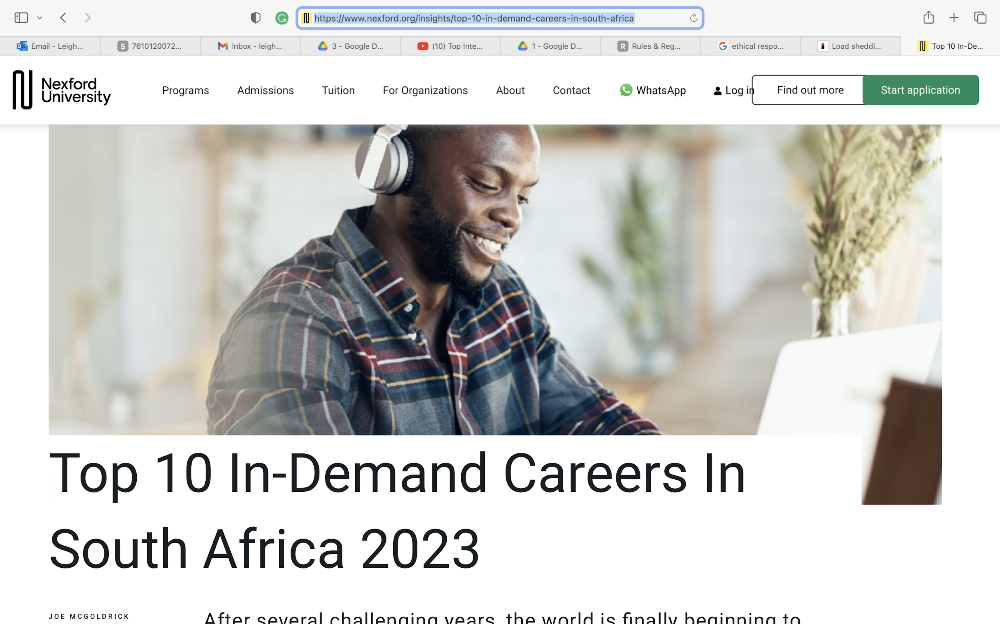 https://www.nexford.org/insights/top-10-in-demand-careers-in-south-africa
Email - Leigh...
S 7610120072...
Inbox - leigh...
3 - Google D...
(10) Top Inte...
1 - Google D...
R Rules & Reg...
ethical respo...
Load sheddi...
Top 10 In-De...
Nexford
University
Programs
Admissions
Tuition
For Organizations
About
Contact
WhatsApp
Log in
Find out more
Start application
Top 10 In-Demand Careers In
South Africa 2023
JOE MCGOLDRICK
After several challenging years, the world is finally beginning to